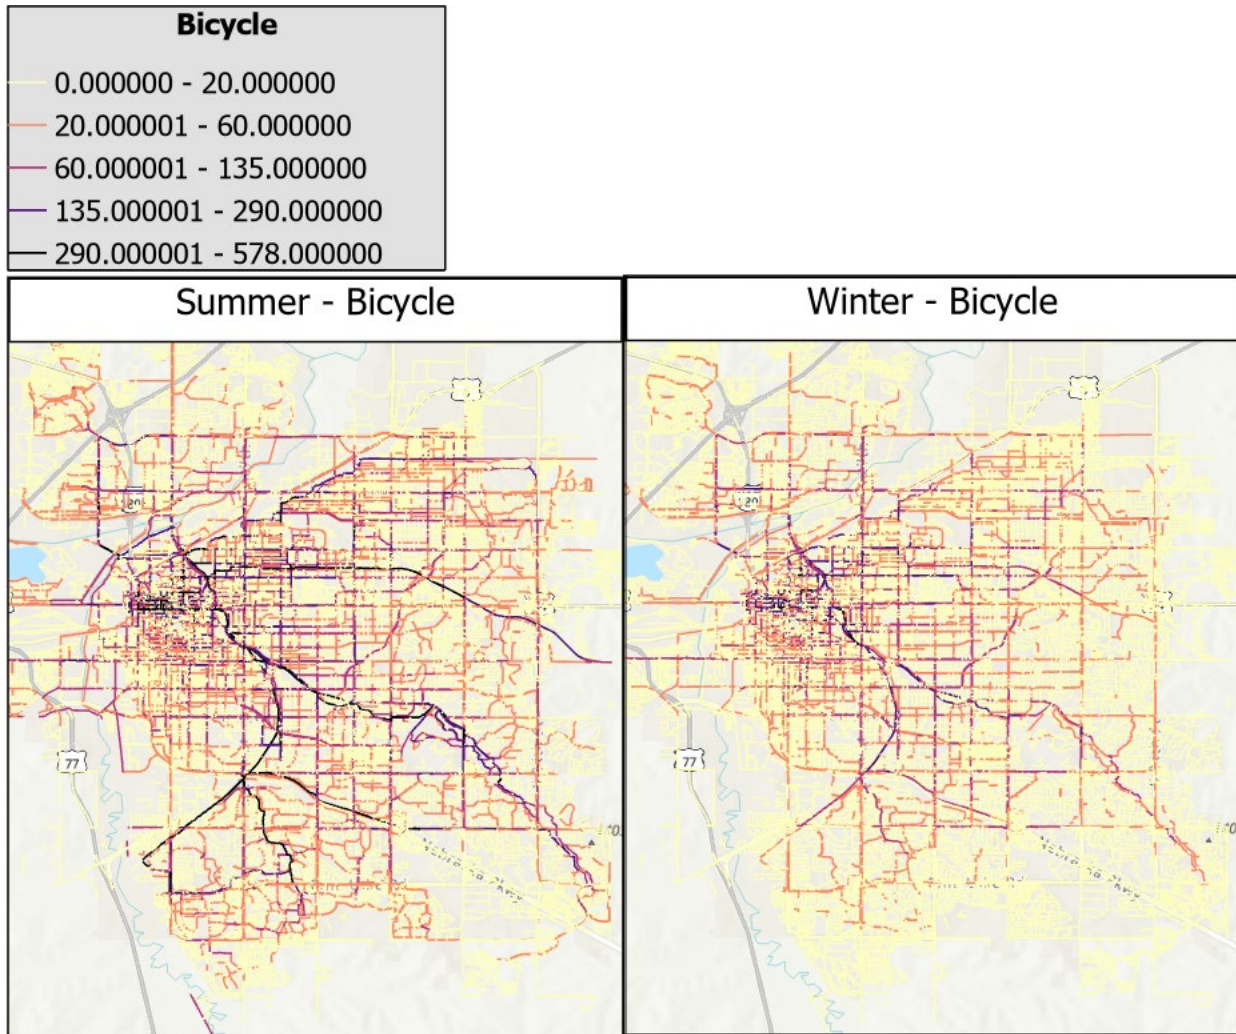 Bicycle
0.000000 - 20.000000
20.000001 - 60.000000
60.000001 - 135.000000
135.000001 - 290.000000
290.000001 - 578.000000
Summer - Bicycle
Winter - Bicycle
77
77